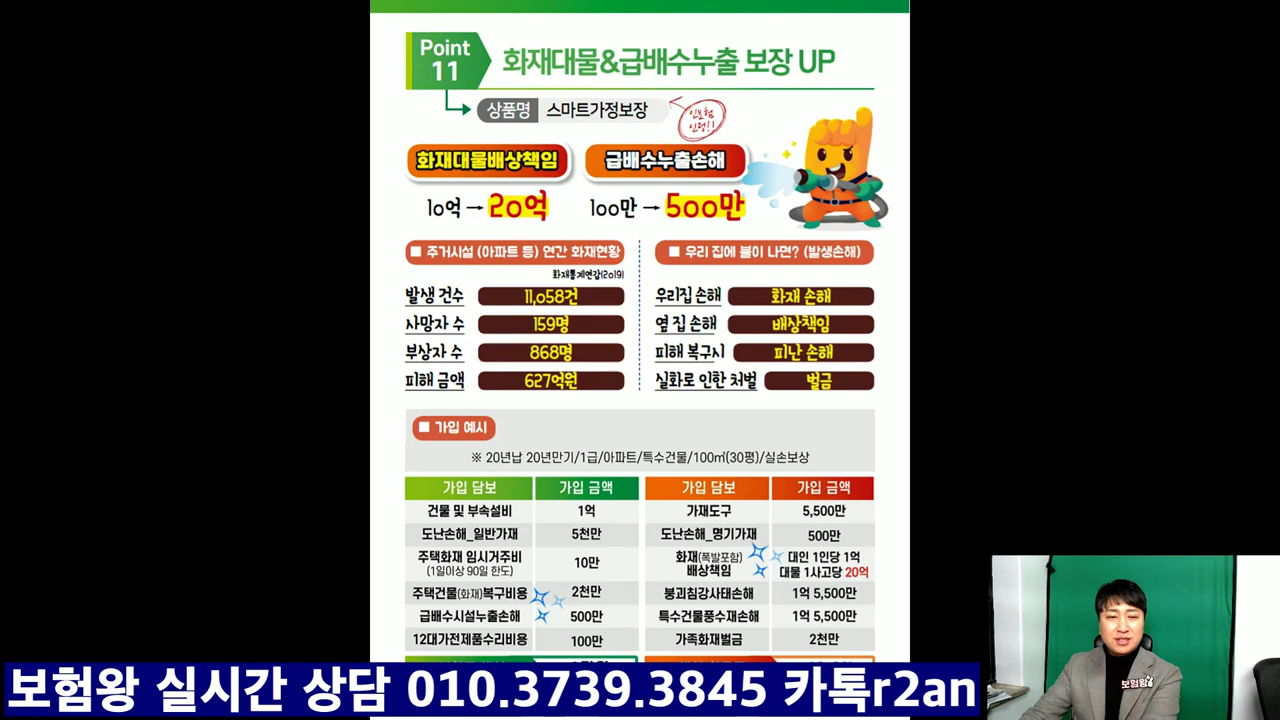 Point
11
화재대물&급배수누출 보장 UP
상품명 스마트가정보장
인보험
인정!!
화재대물배상책임 급배수누출손해
10억→20억 100만→500만
■ 주거시설 (아파트 등) 연간 화재현황
화재통계연감(2019)
발생 건수 11,058건
사망자 수 159명
부상자 수 868명
피해 금액 627억원
■ 우리 집에 불이 나면? (발생손해)
우리집 손해 화재 손해
옆 집 손해 배상책임
피해 복구시 피난 손해
실화로 인한 처벌 벌금
■ 가입 예시
※ 20년납 20년만기/1급/아파트/특수건물/100㎡(30평)/실손보상
가입 담보 가입 금액
건물 및 부속설비 1억
도난손해_일반가재 5천만
주택화재 임시거주비
(1일이상 90일 한도) 10만
주택건물(화재)복구비용 2천만
급배수시설누출손해 500만
12대가전제품수리비용 100만
가입 담보 가입 금액
가재도구 5,500만
도난손해_명기가재 500만
화재(폭발포함) 대인 1인당 1억
배상책임 대물 1사고당 20억
붕괴침강사태손해 1억 5,500만
특수건물풍수재손해 1억 5,500만
가족화재벌금 2천만
보험왕 실시간 상담 010.3739.3845 카톡r2an
보험왕